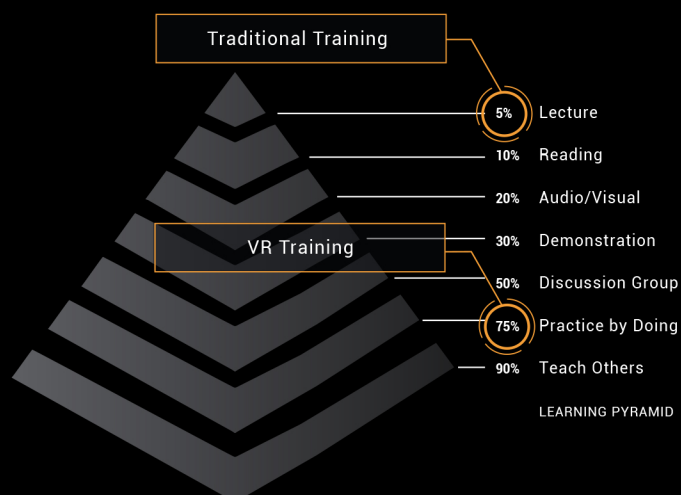 Traditional Training
5% Lecture
10% Reading
20% Audio/Visual
30% Demonstration
VR Training
50% Discussion Group
75% Practice by Doing
90% Teach Others
LEARNING PYRAMID